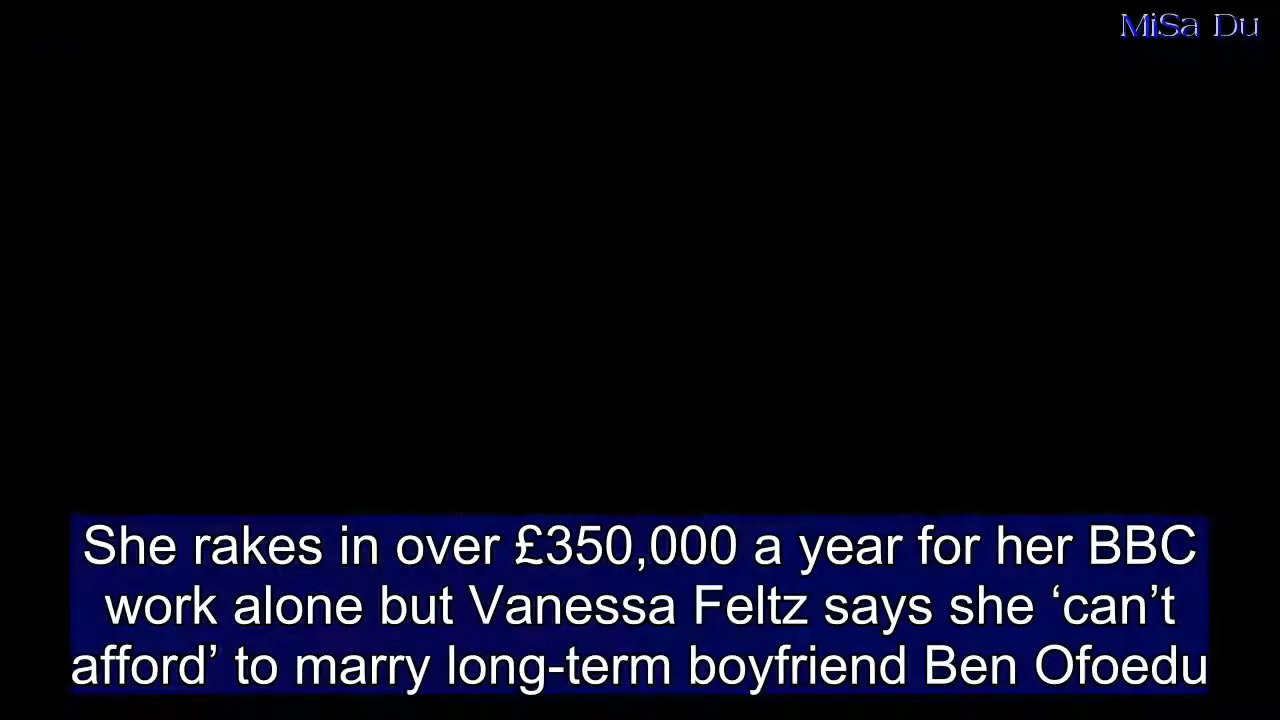 MiSa Du
She rakes in over £350,000 a year for her BBC
work alone but Vanessa Feltz says she ‘can’t
afford’ to marry long-term boyfriend Ben Ofoedu